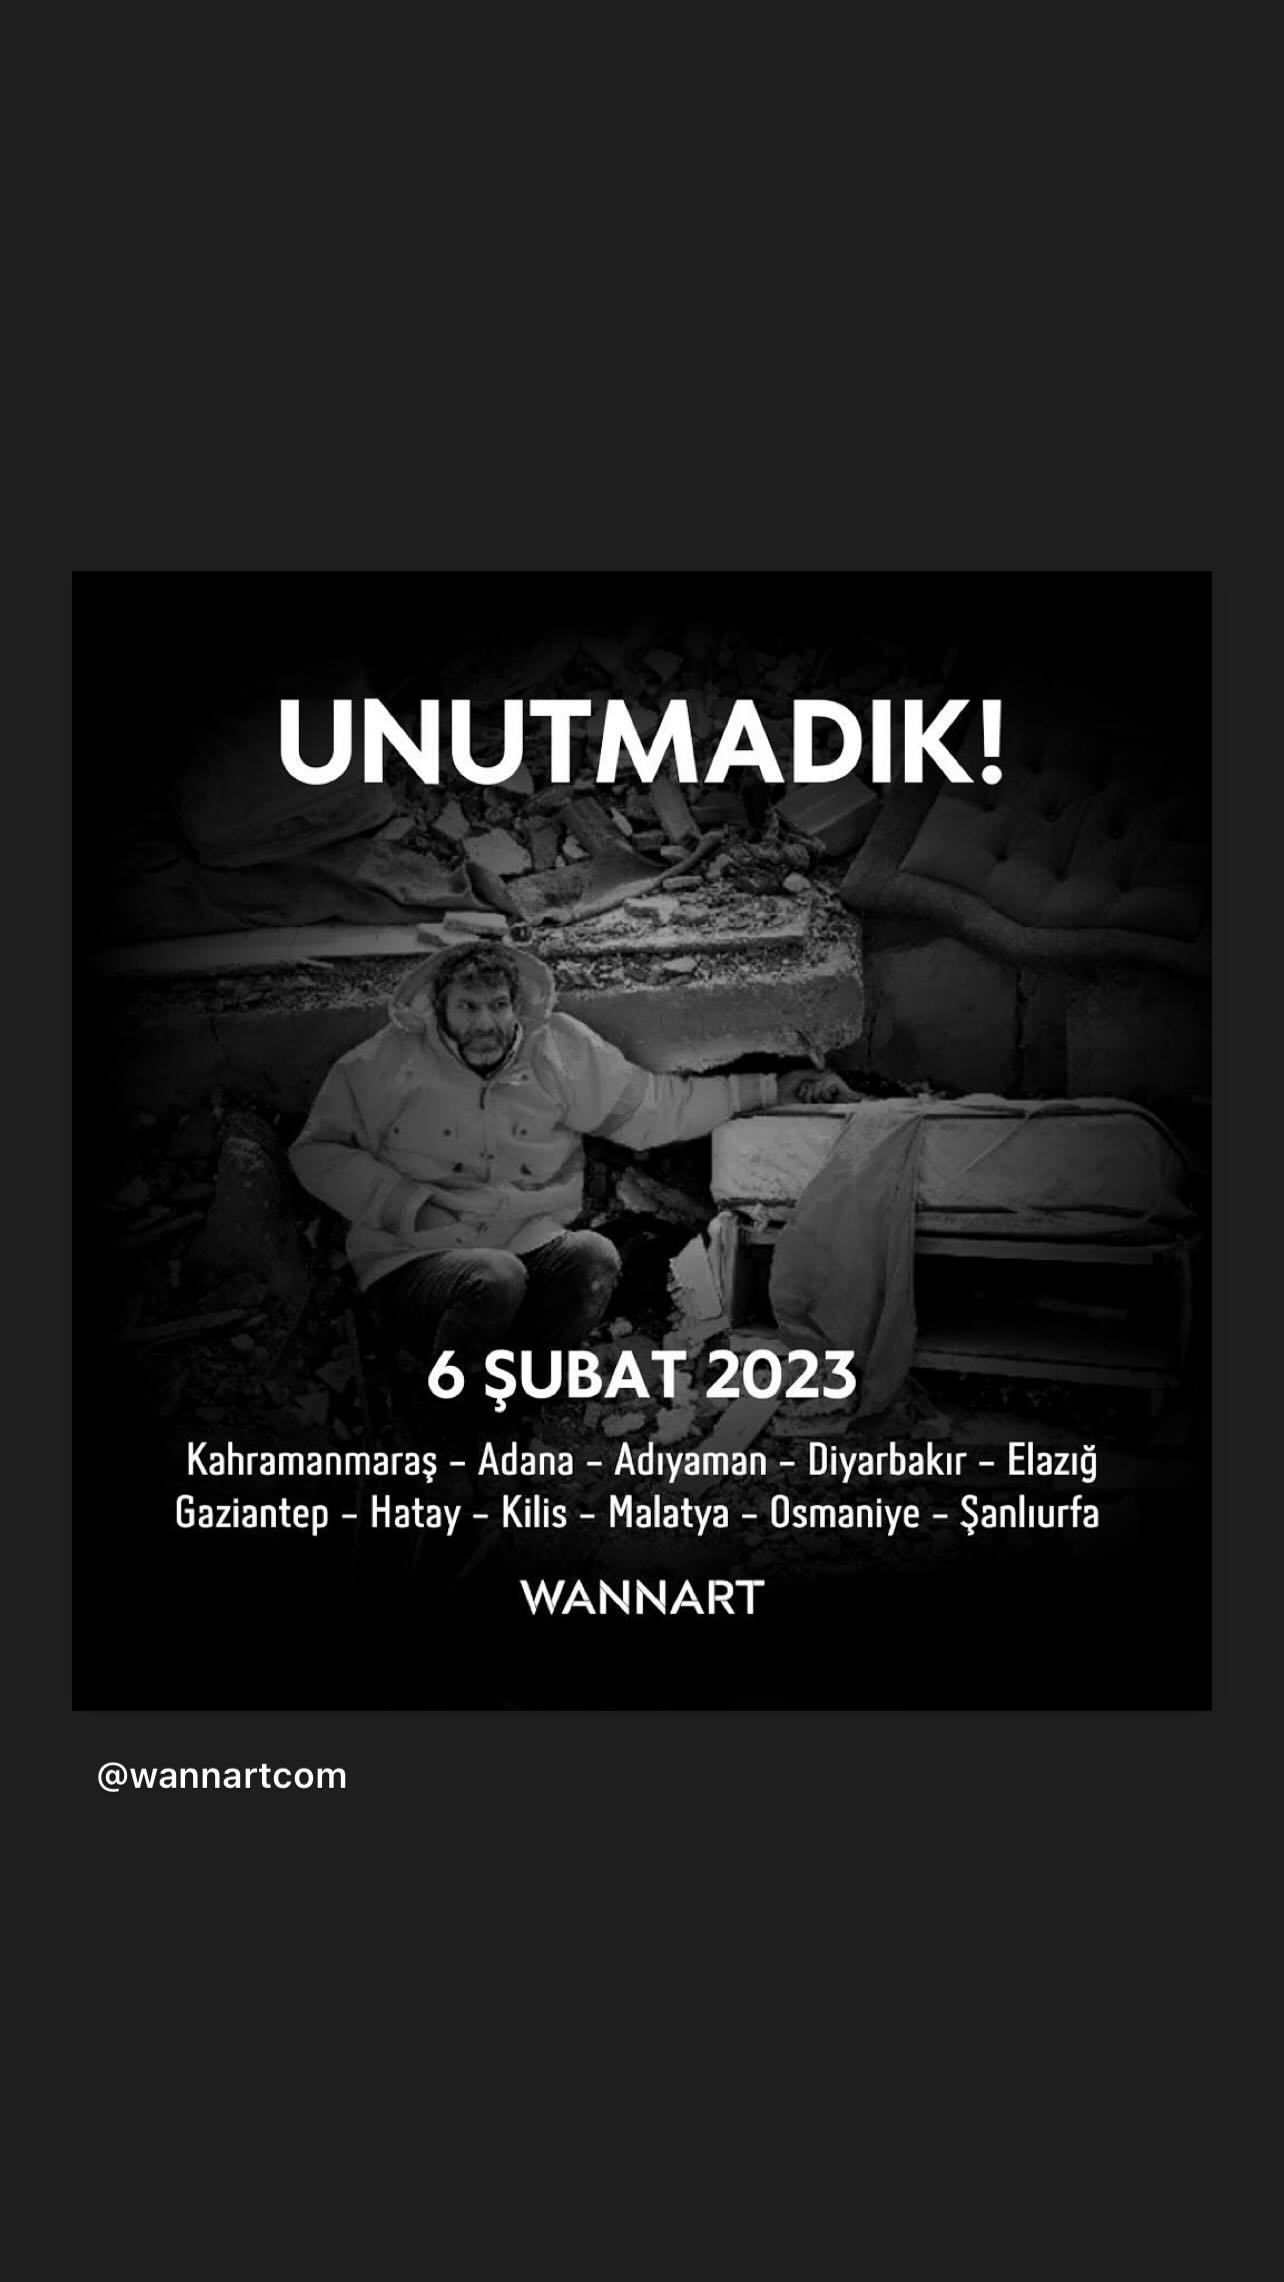 UNUTMADIK!
6 ŞUBAT 2023
Kahramanmaraş – Adana – Adıyaman – Diyarbakır – Elazığ
Gaziantep – Hatay – Kilis – Malatya – Osmaniye – Şanlıurfa
WANNART
@wannartcom